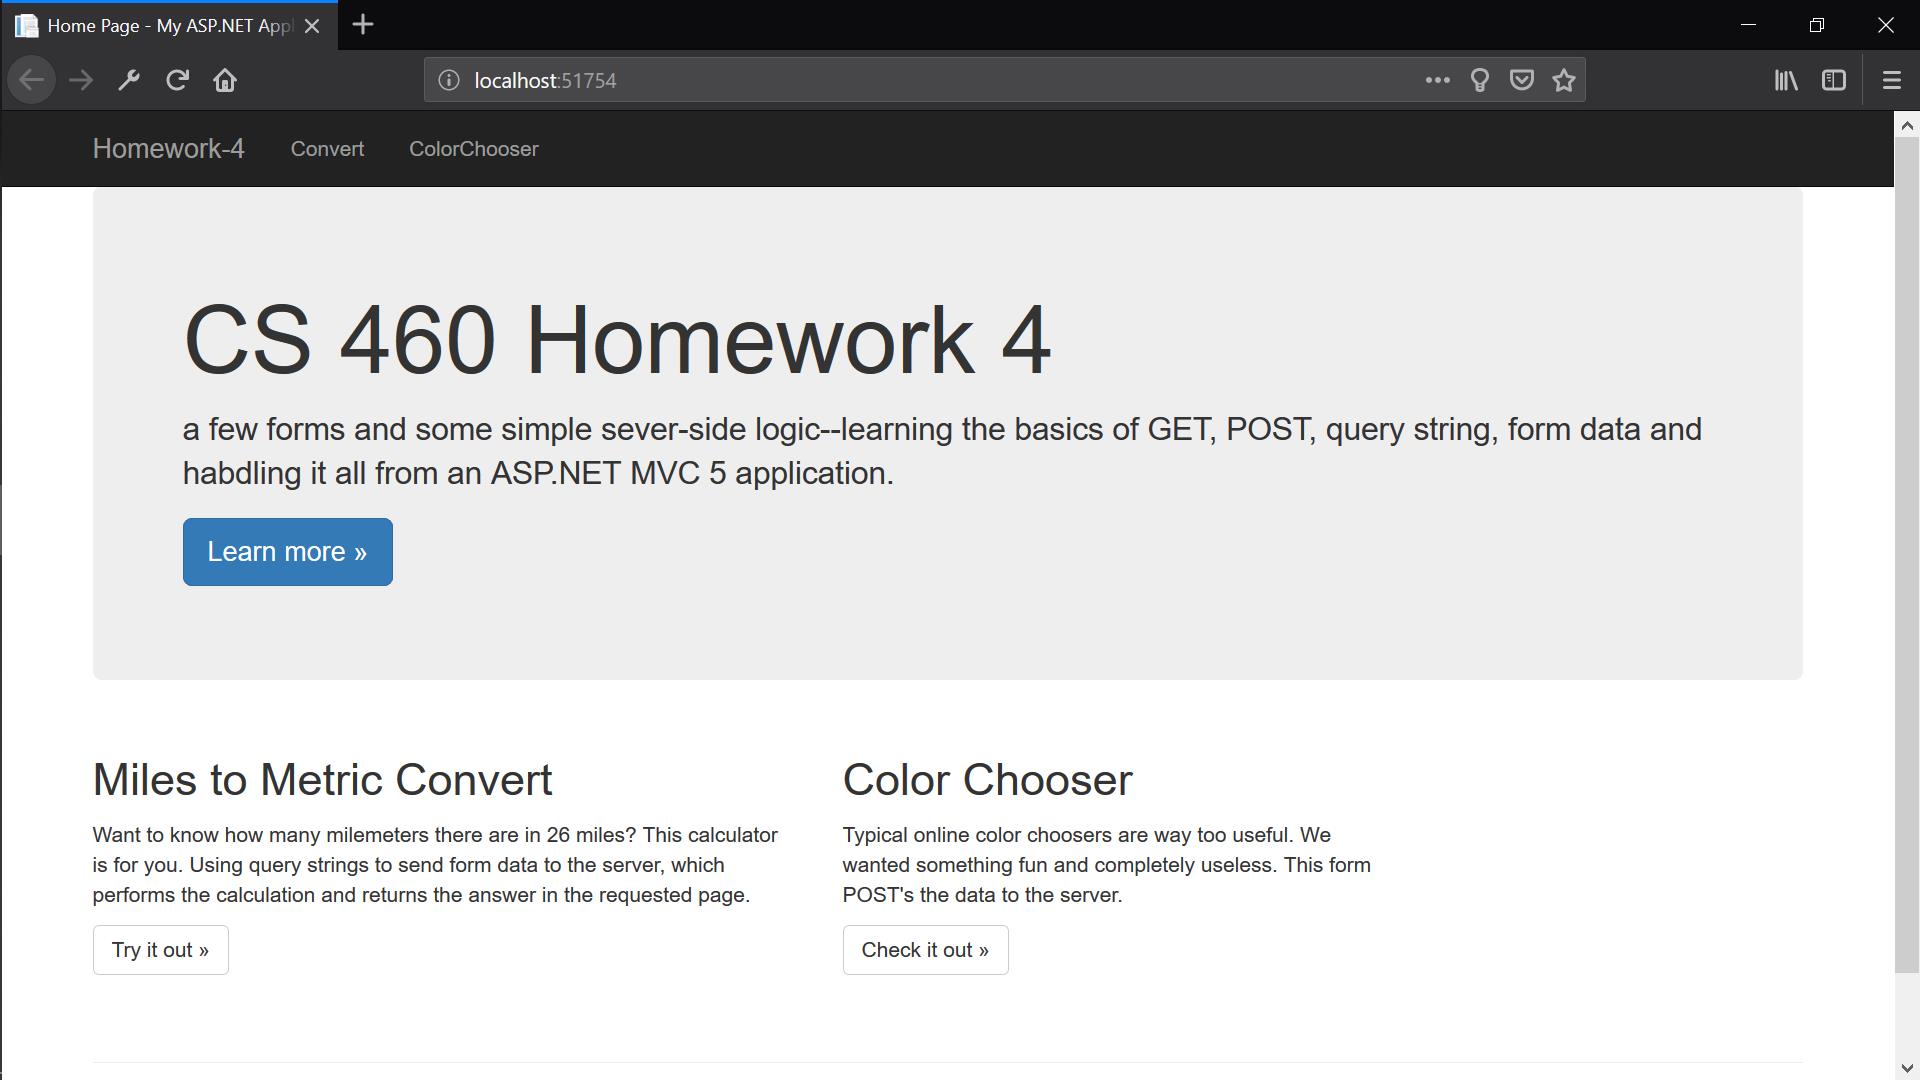 Home Page - My ASP.NET Appl
localhost:51754
Homework-4 Convert ColorChooser
CS 460 Homework 4
a few forms and some simple sever-side logic--learning the basics of GET, POST, query string, form data and
habdling it all from an ASP.NET MVC 5 application.
Learn more »
Miles to Metric Convert
Want to know how many milemeters there are in 26 miles? This calculator
is for you. Using query strings to send form data to the server, which
performs the calculation and returns the answer in the requested page.
Try it out »
Color Chooser
Typical online color choosers are way too useful. We
wanted something fun and completely useless. This form
POST's the data to the server.
Check it out »